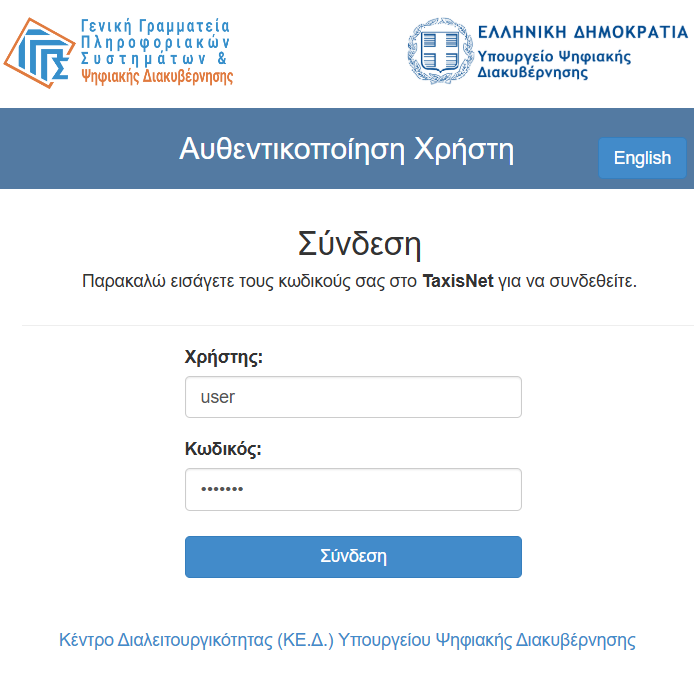 Γενική Γραμματεία
Πληροφοριακών
Συστημάτων &
Ψηφιακής Διακυβέρνησης
ΕΛΛΗΝΙΚΗ ΔΗΜΟΚΡΑΤΙΑ
Υπουργείο Ψηφιακής
Διακυβέρνησης
Αυθεντικοποίηση Χρήστη
English
Σύνδεση
Παρακαλώ εισάγετε τους κωδικούς σας στο TaxisNet για να συνδεθείτε.
Χρήστης:
user
Κωδικός:
•••••••
Σύνδεση
Κέντρο Διαλειτουργικότητας (ΚΕ.Δ.) Υπουργείου Ψηφιακής Διακυβέρνησης